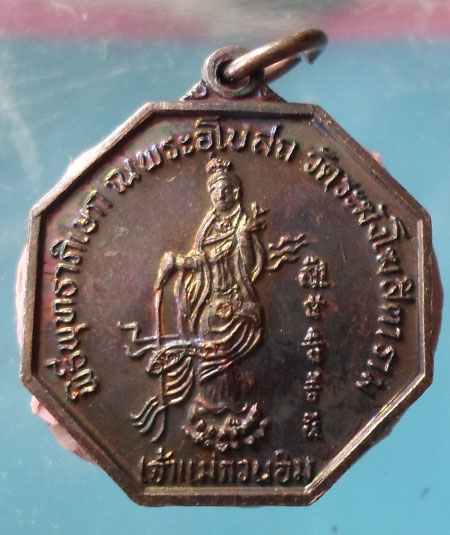 พิธีพุทธาภิเษก ณ พระอุโบสถ วัดระฆังโฆสิตาราม
เจ้าแม่กวนอิม